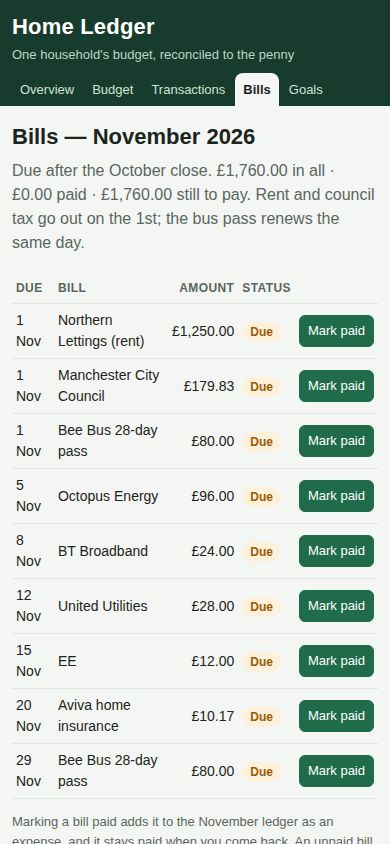 Home Ledger
One household's budget, reconciled to the penny
Overview Budget Transactions Bills Goals
Bills — November 2026
Due after the October close. £1,760.00 in all ·
£0.00 paid · £1,760.00 still to pay. Rent and council
tax go out on the 1st; the bus pass renews the
same day.
DUE BILL AMOUNT STATUS
1 Nov Northern Lettings (rent) £1,250.00 Due Mark paid
1 Nov Manchester City Council £179.83 Due Mark paid
1 Nov Bee Bus 28-day pass £80.00 Due Mark paid
5 Nov Octopus Energy £96.00 Due Mark paid
8 Nov BT Broadband £24.00 Due Mark paid
12 Nov United Utilities £28.00 Due Mark paid
15 Nov EE £12.00 Due Mark paid
20 Nov Aviva home insurance £10.17 Due Mark paid
29 Nov Bee Bus 28-day pass £80.00 Due Mark paid
Marking a bill paid adds it to the November ledger as an
expense, and it stays paid when you come back. An unpaid bill